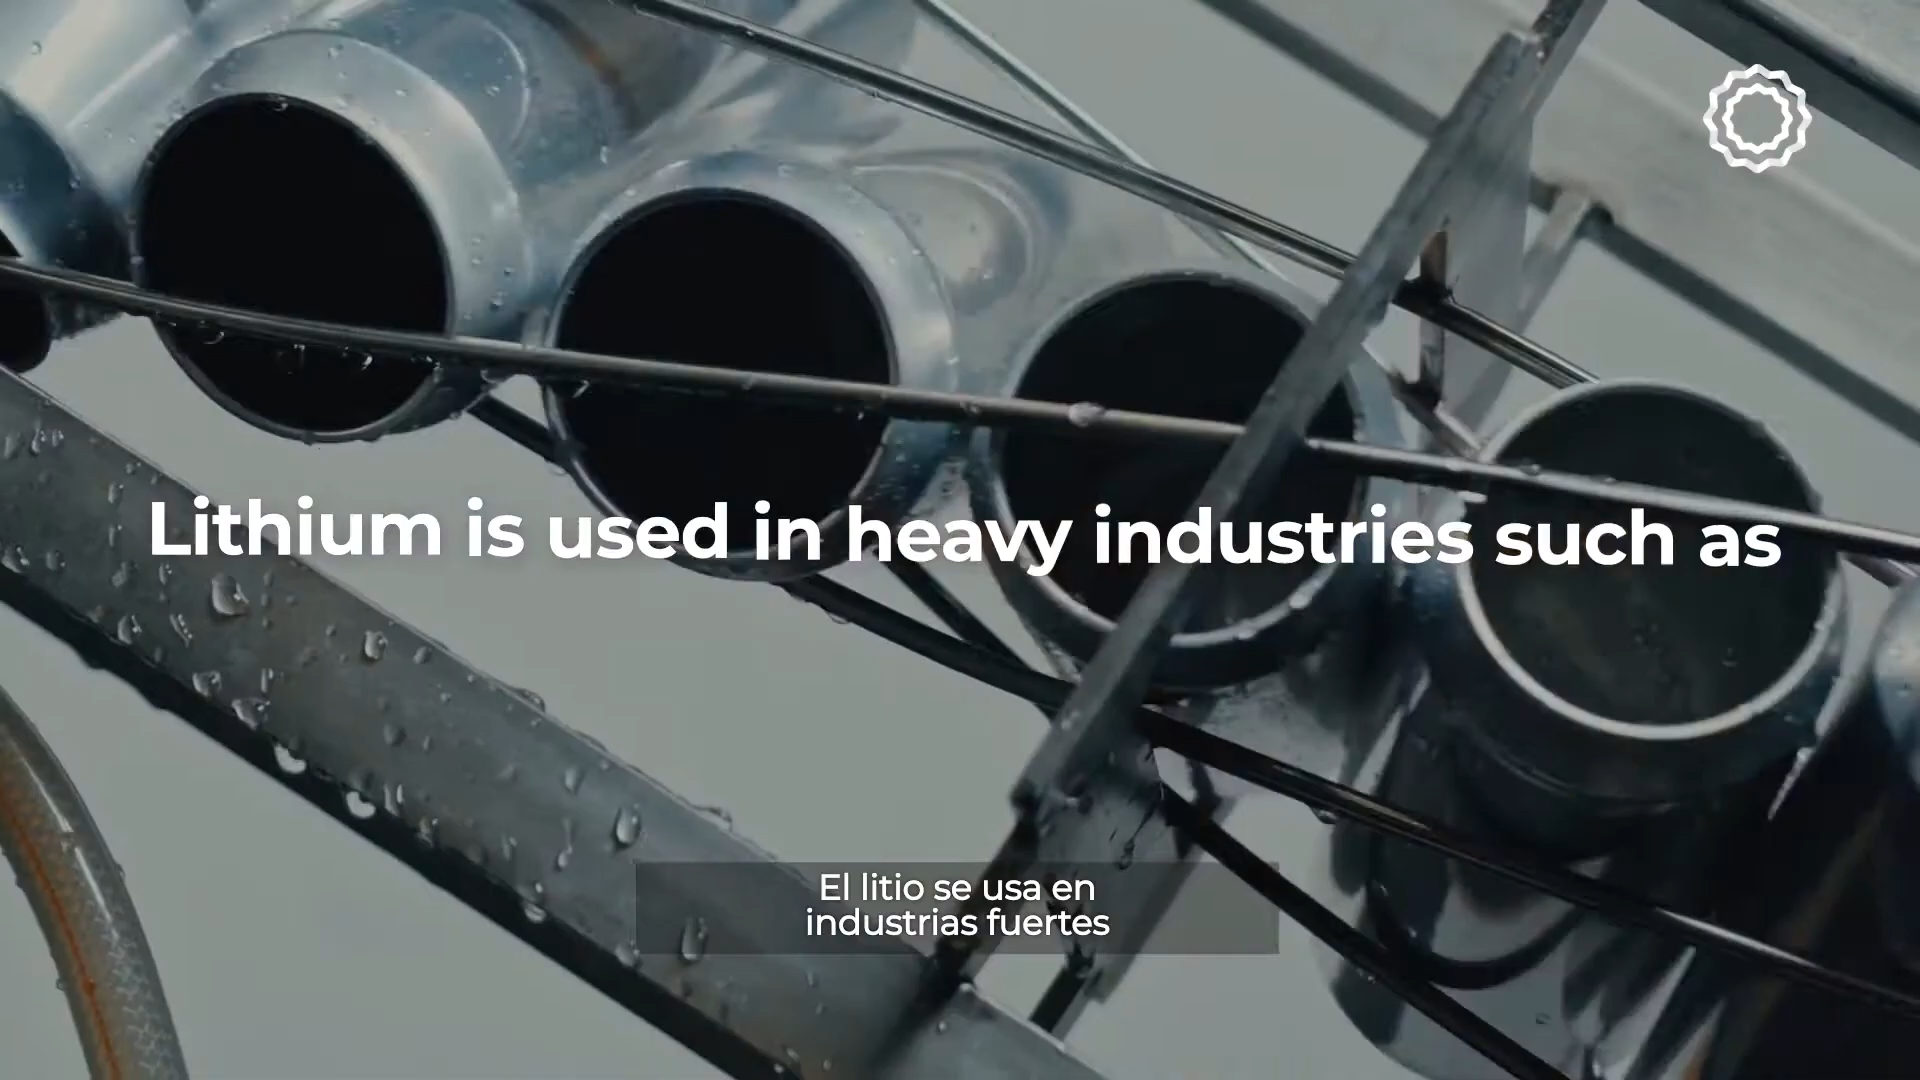 Lithium is used in heavy industries such as
El litio se usa en
industrias fuertes